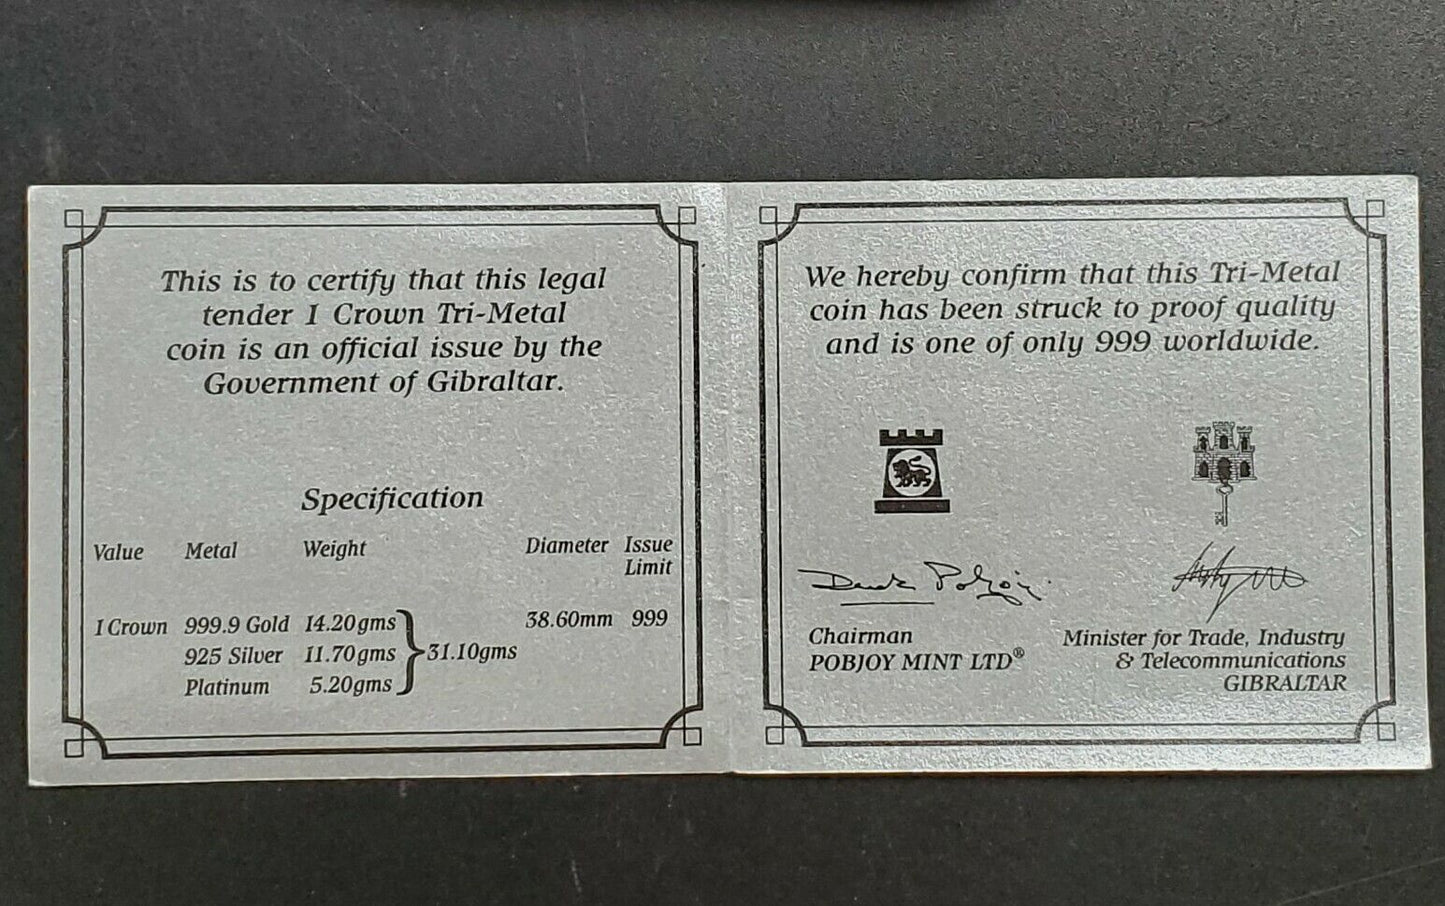 This is to certify that this legal
tender 1 Crown Tri-Metal
coin is an official issue by the
Government of Gibraltar.
Specification
Value Metal Weight Diameter Issue Limit
1 Crown 999.9 Gold 14.20gms 38.60mm 999
925 Silver 11.70gms 31.10gms
Platinum 5.20gms
We hereby confirm that this Tri-Metal
coin has been struck to proof quality
and is one of only 999 worldwide.
Derek Pobjoy
Chairman
POBJOY MINT LTD®
Minister for Trade, Industry
& Telecommunications
GIBRALTAR